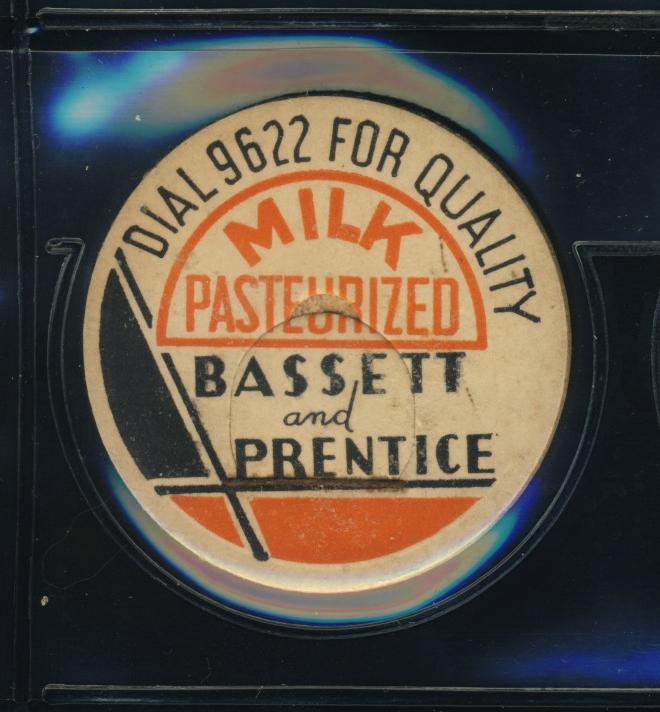 DIAL 9622 FOR QUALITY
MILK
PASTEURIZED
BASSETT
and
PRENTICE